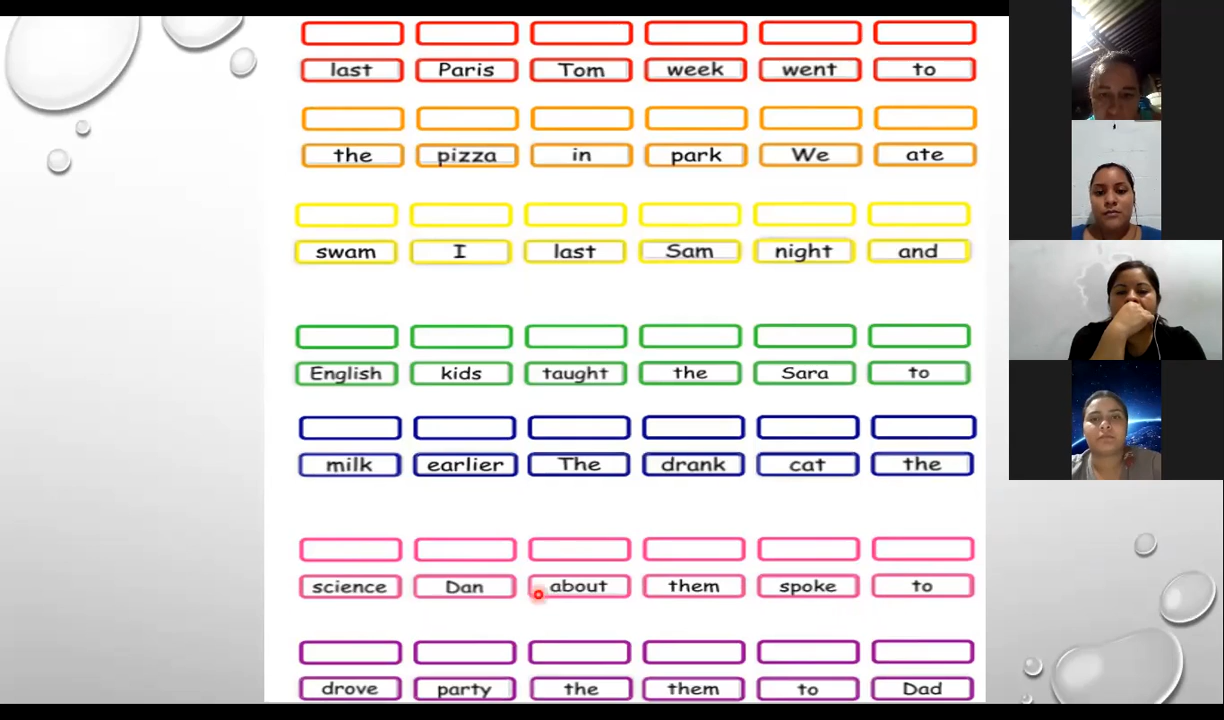 last Paris Tom week went to
the pizza in park We ate
swam I last Sam night and
English kids taught the Sara to
milk earlier The drank cat the
science Dan about them spoke to
drove party the them to Dad